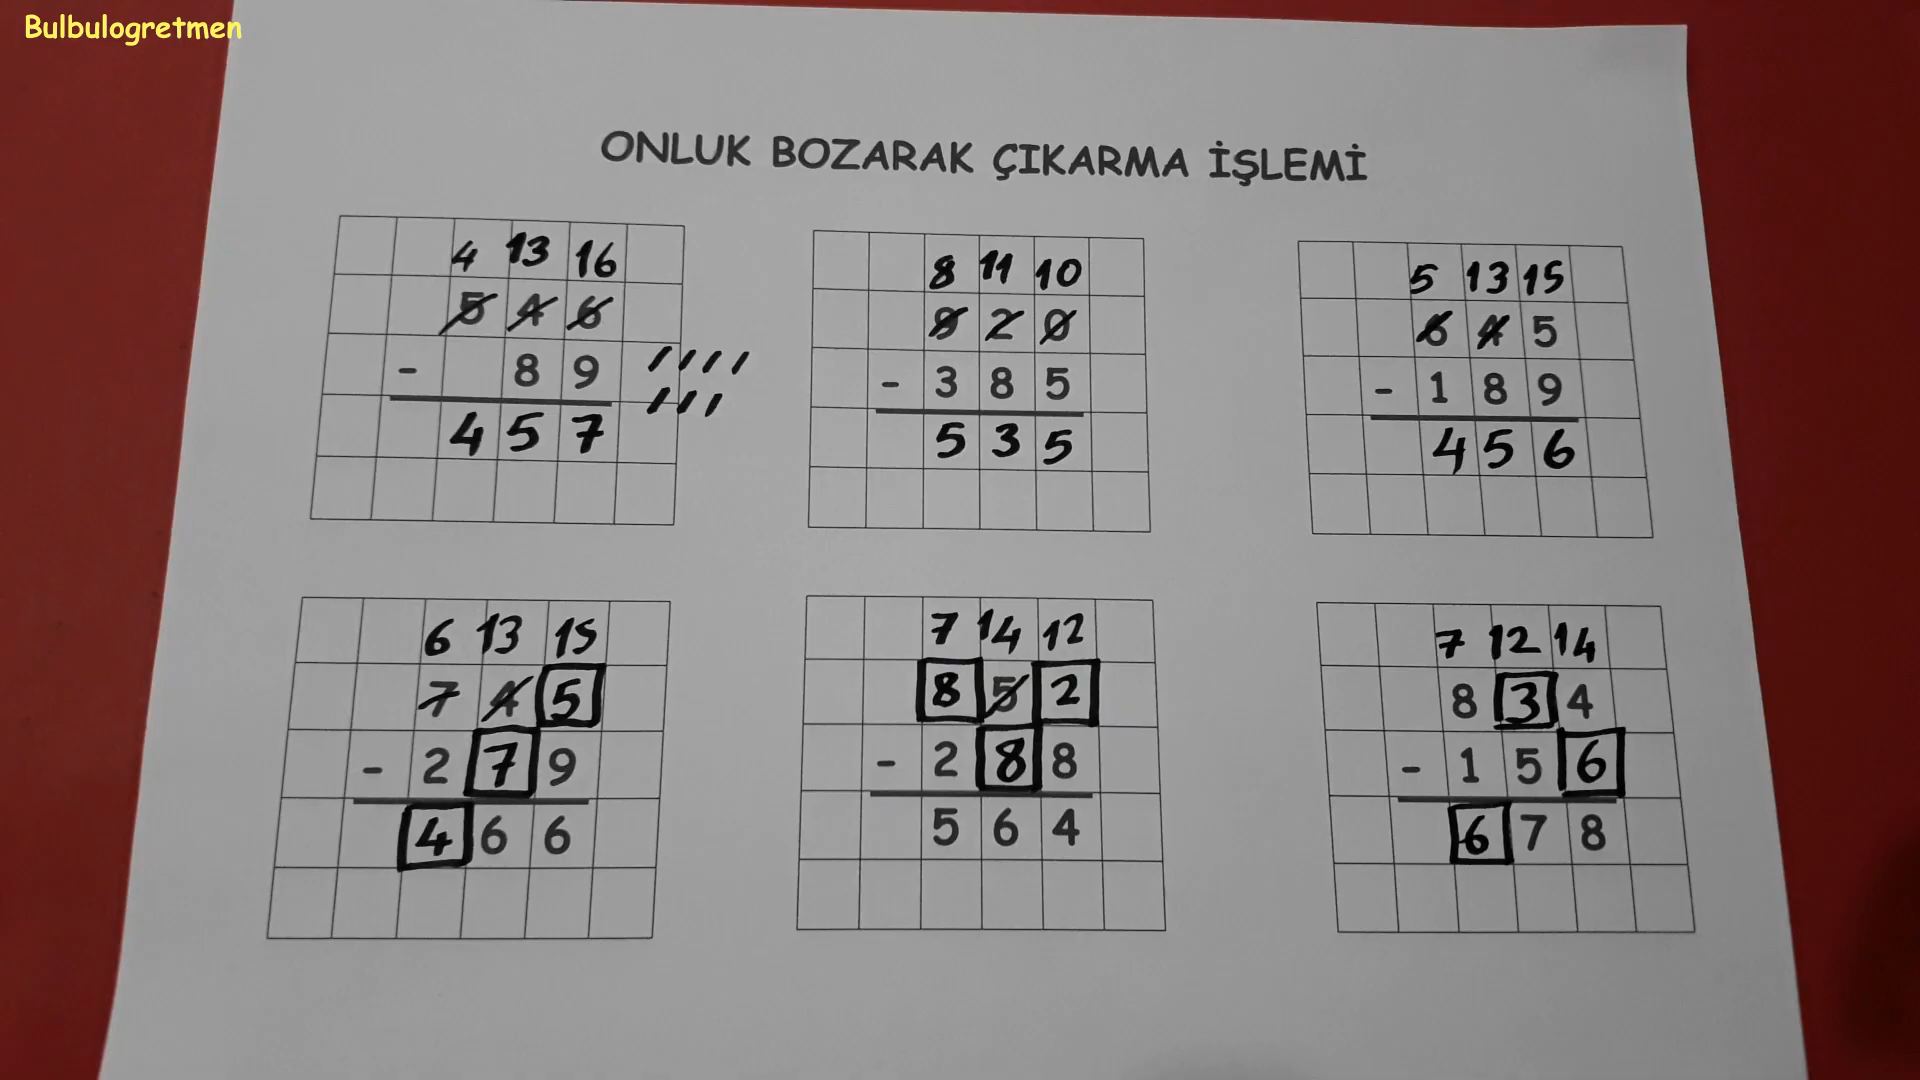 Bulbulogretmen
ONLUK BOZARAK ÇIKARMA İŞLEMİ
4 13 16
5 4 6
- 8 9
4 5 7
8 11 10
9 2 0
- 3 8 5
5 3 5
5 13 15
6 4 5
- 1 8 9
4 5 6
6 13 15
7 4 5
- 2 7 9
4 6 6
7 14 12
8 5 2
- 2 8 8
5 6 4
7 12 14
8 3 4
- 1 5 6
6 7 8